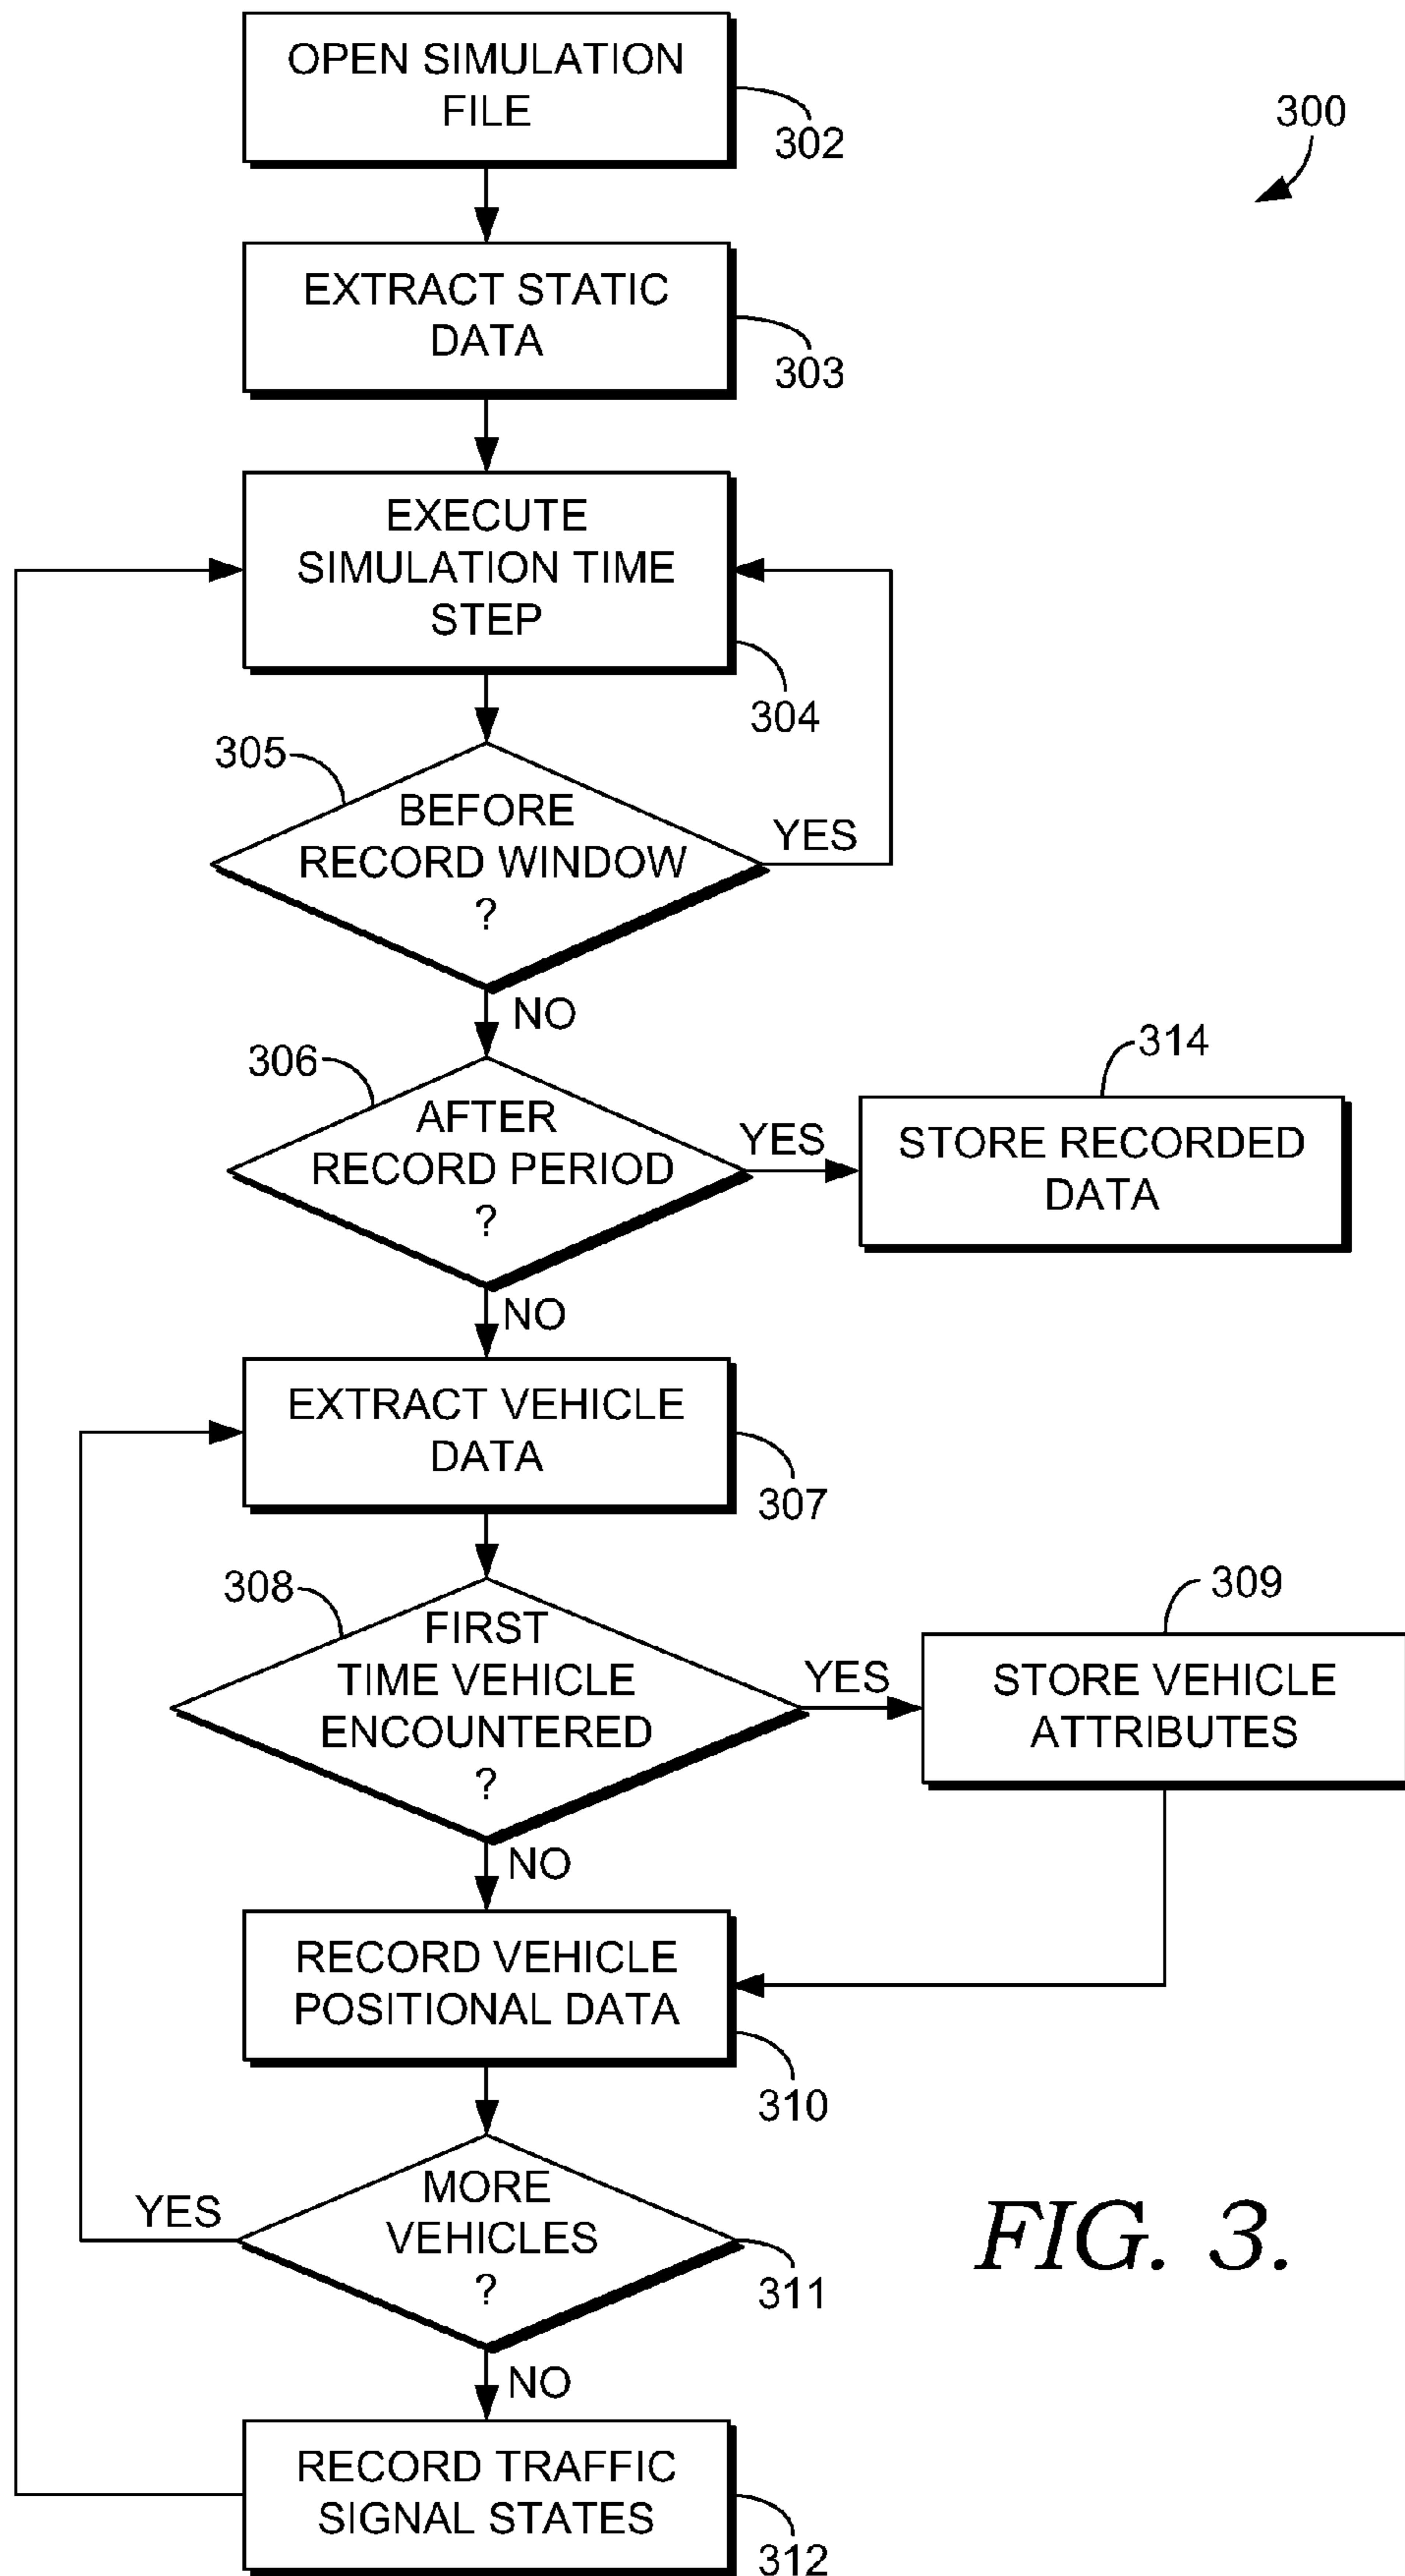 OPEN SIMULATION
FILE
302
300
EXTRACT STATIC
DATA
303
EXECUTE
SIMULATION TIME
STEP
304
305
BEFORE
RECORD WINDOW
?
YES
NO
306
AFTER
RECORD PERIOD
?
YES
314
STORE RECORDED
DATA
NO
EXTRACT VEHICLE
DATA
307
308
FIRST
TIME VEHICLE
ENCOUNTERED
?
YES
309
STORE VEHICLE
ATTRIBUTES
NO
RECORD VEHICLE
POSITIONAL DATA
310
MORE
VEHICLES
?
YES
311
NO
RECORD TRAFFIC
SIGNAL STATES
312
FIG. 3.